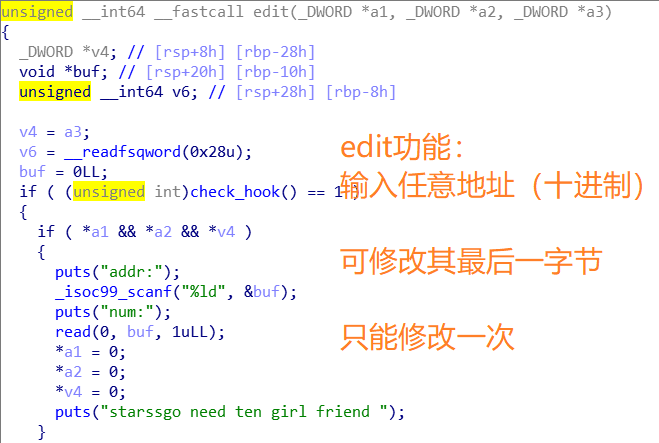 unsigned __int64 __fastcall edit(_DWORD *a1, _DWORD *a2, _DWORD *a3)
{
_DWORD *v4; // [rsp+8h] [rbp-28h]
void *buf; // [rsp+20h] [rbp-10h]
unsigned __int64 v6; // [rsp+28h] [rbp-8h]
v4 = a3;
v6 = __readfsqword(0x28u);
buf = 0LL;
if ( (unsigned int)check_hook() == 1 )
{
if ( *a1 && *a2 && *v4 )
{
puts("addr:");
_isoc99_scanf("%ld", &buf);
puts("num:");
read(0, buf, 1uLL);
*a1 = 0;
*a2 = 0;
*v4 = 0;
puts("starssgo need ten girl friend ");
}
edit功能：
输入任意地址（十进制）
可修改其最后一字节
只能修改一次